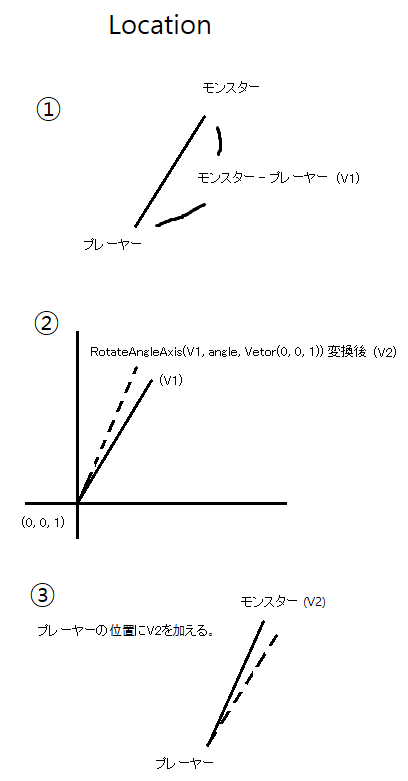 Location
①
モンスター
モンスター - プレーヤー (V1)
プレーヤー
②
RotateAngleAxis(V1, angle, Vetor(0, 0, 1)) 変換後 (V2)
(V1)
(0, 0, 1)
③
モンスター (V2)
プレーヤーの位置にV2を加える。
プレーヤー